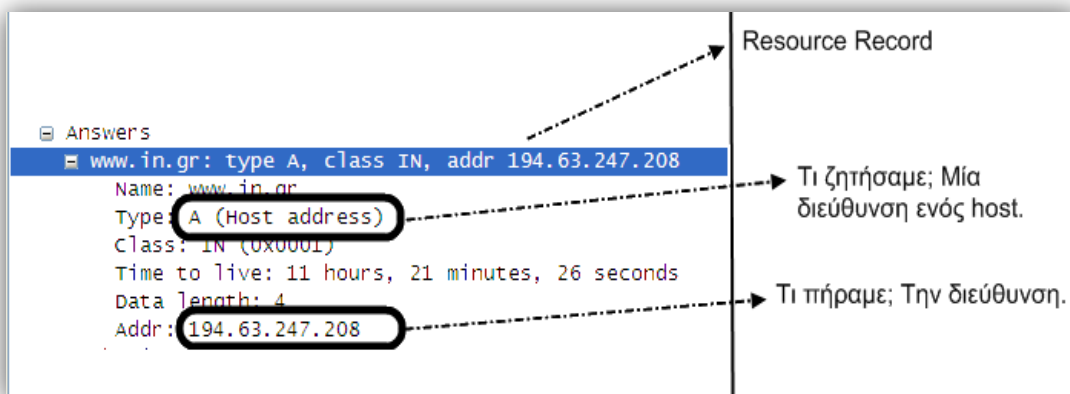 Resource Record
Answers
www.in.gr: type A, class IN, addr 194.63.247.208
Name: www.in.gr
Type: A (Host address)
Class: IN (0x0001)
Time to live: 11 hours, 21 minutes, 26 seconds
Data length: 4
Addr: 194.63.247.208
Τι ζητήσαμε; Μία
διεύθυνση ενός host.
Τι πήραμε; Την διεύθυνση.